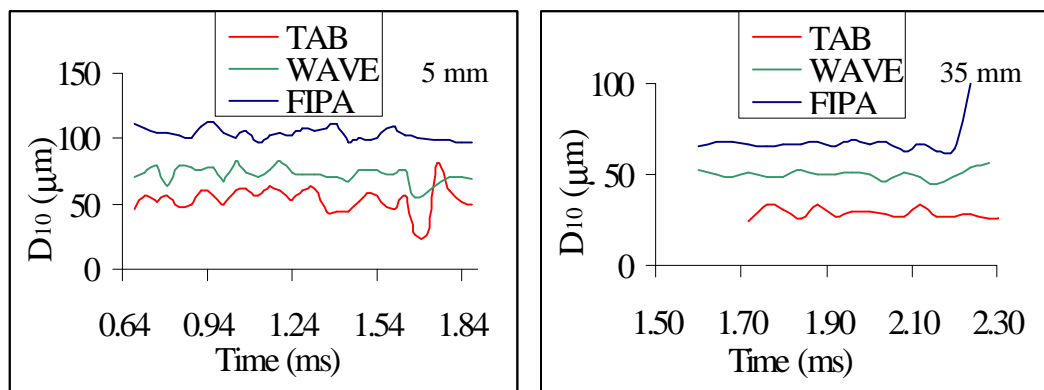 TAB
WAVE
FIPA
5 mm
150
100
50
0
D10 (μm)
0.64 0.94 1.24 1.54 1.84
Time (ms)
TAB
WAVE
FIPA
35 mm
100
50
0
D10 (μm)
1.50 1.70 1.90 2.10 2.30
Time (ms)